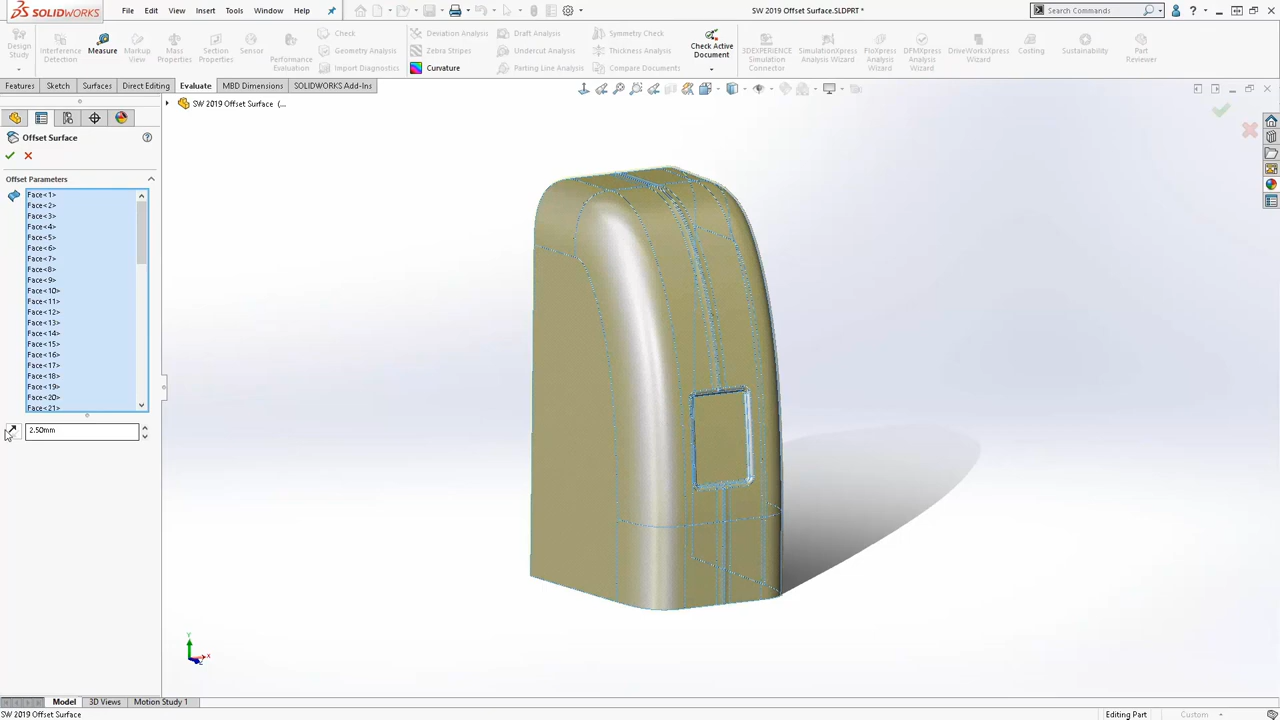 SOLIDWORKS File Edit View Insert Tools Window Help SW 2019 Offset Surface.SLDPRT * Search Commands
Design Study
Interference Detection
Measure
Markup View
Mass Properties
Section Properties
Sensor
Performance Evaluation
Check
Geometry Analysis
Import Diagnostics
Deviation Analysis
Zebra Stripes
Curvature
Draft Analysis
Undercut Analysis
Parting Line Analysis
Symmetry Check
Thickness Analysis
Compare Documents
Check Active Document
3DEXPERIENCE Simulation Connector
SimulationXpress Analysis Wizard
FloXpress Analysis Wizard
DFMXpress Analysis Wizard
DriveWorksXpress Wizard
Costing
Sustainability
Part Reviewer
Features Sketch Surfaces Direct Editing Evaluate MBD Dimensions SOLIDWORKS Add-Ins
SW 2019 Offset Surface (...
Offset Surface
Offset Parameters
Face<1>
Face<2>
Face<3>
Face<4>
Face<5>
Face<6>
Face<7>
Face<8>
Face<9>
Face<10>
Face<11>
Face<12>
Face<13>
Face<14>
Face<15>
Face<16>
Face<17>
Face<18>
Face<19>
Face<20>
Face<21>
2.50mm
Y
X
Z
Model 3D Views Motion Study 1
SW 2019 Offset Surface Editing Part Custom